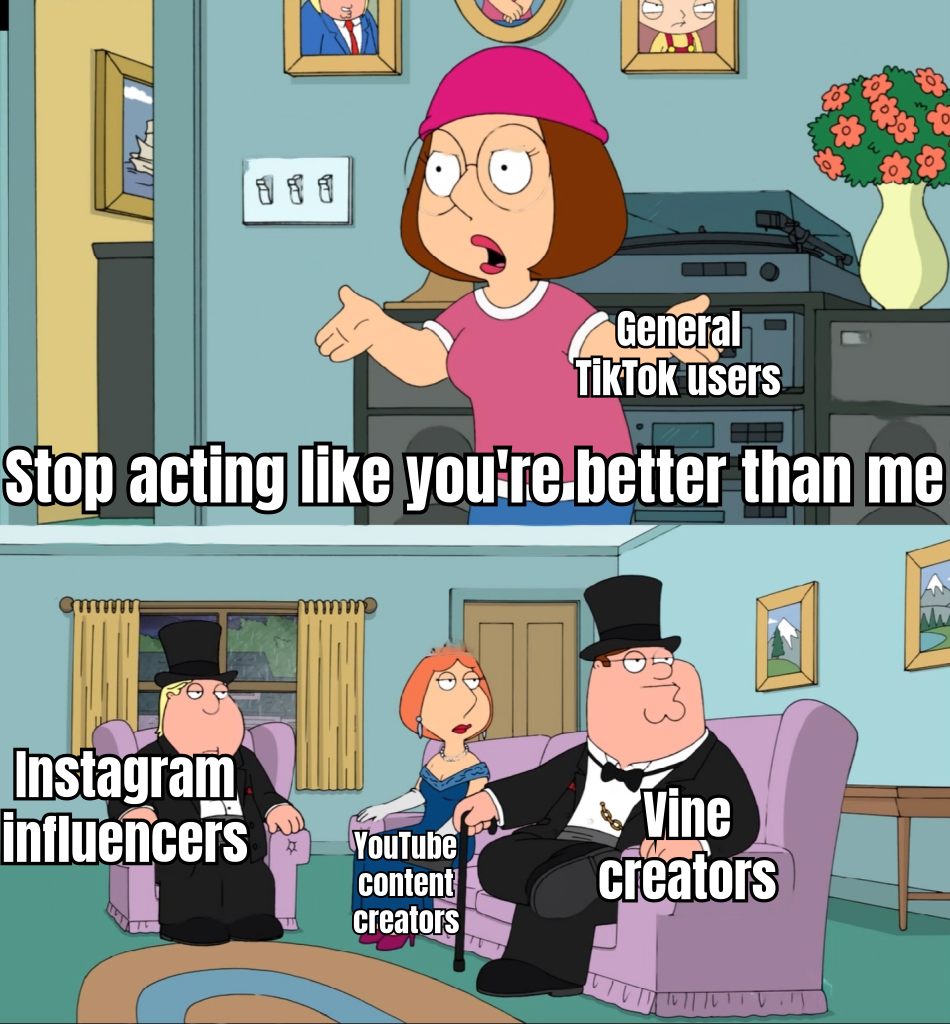 General
TikTok users
Stop acting like you're better than me
Instagram
influencers
YouTube
content
creators
Vine
creators